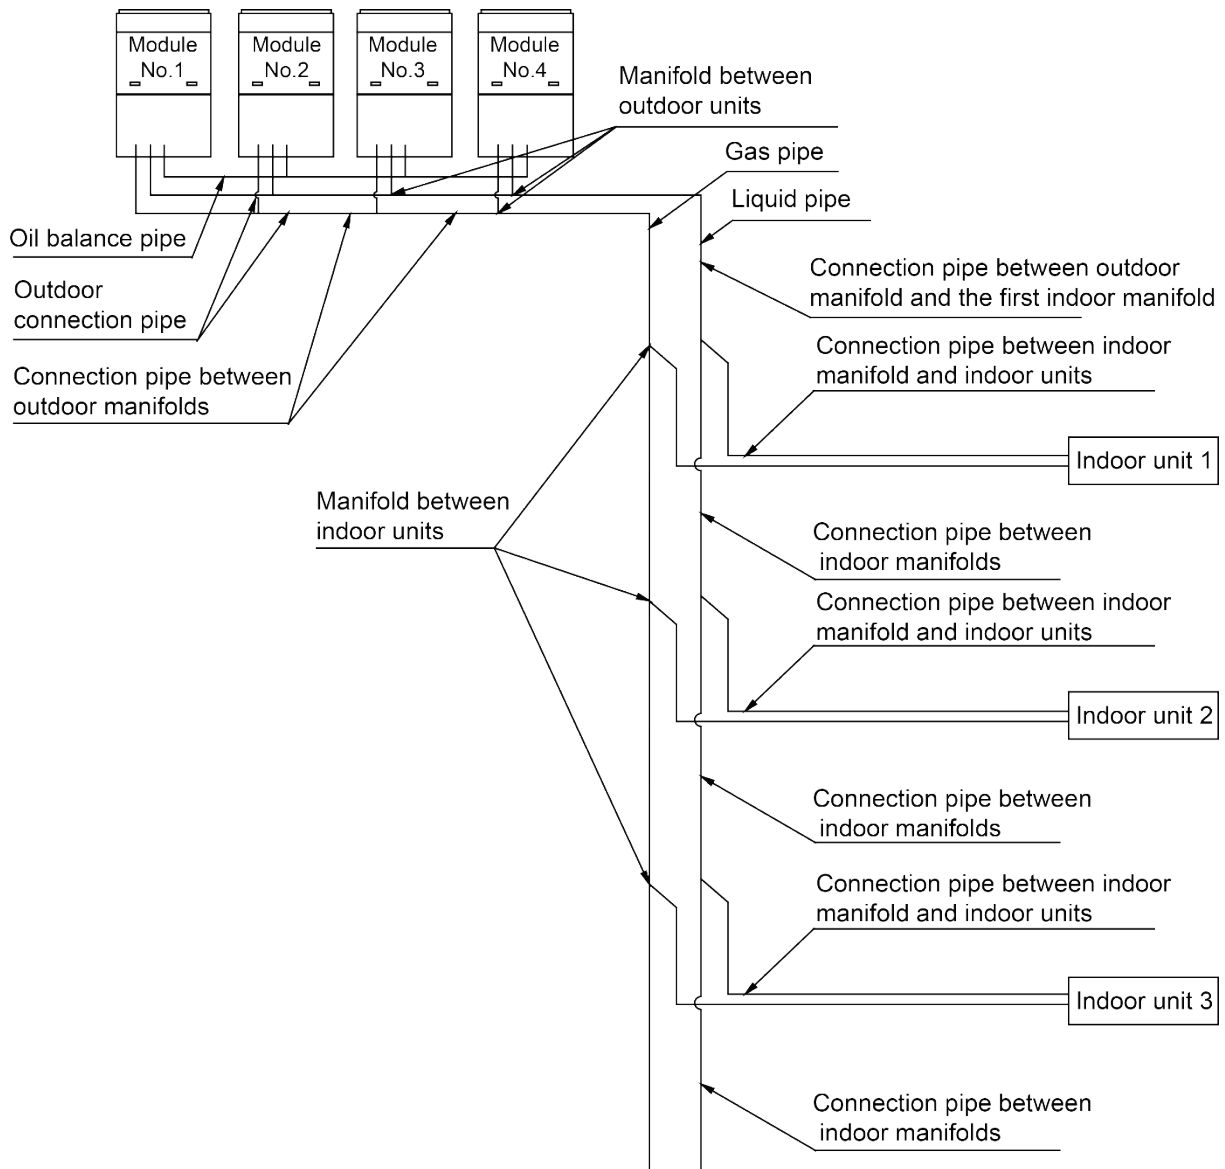 Module
No.1
Module
No.2
Module
No.3
Module
No.4
Manifold between
outdoor units
Gas pipe
Liquid pipe
Oil balance pipe
Outdoor
connection pipe
Connection pipe between
outdoor manifolds
Connection pipe between outdoor
manifold and the first indoor manifold
Connection pipe between indoor
manifold and indoor units
Indoor unit 1
Manifold between
indoor units
Connection pipe between
indoor manifolds
Connection pipe between indoor
manifold and indoor units
Indoor unit 2
Connection pipe between
indoor manifolds
Connection pipe between indoor
manifold and indoor units
Indoor unit 3
Connection pipe between
indoor manifolds